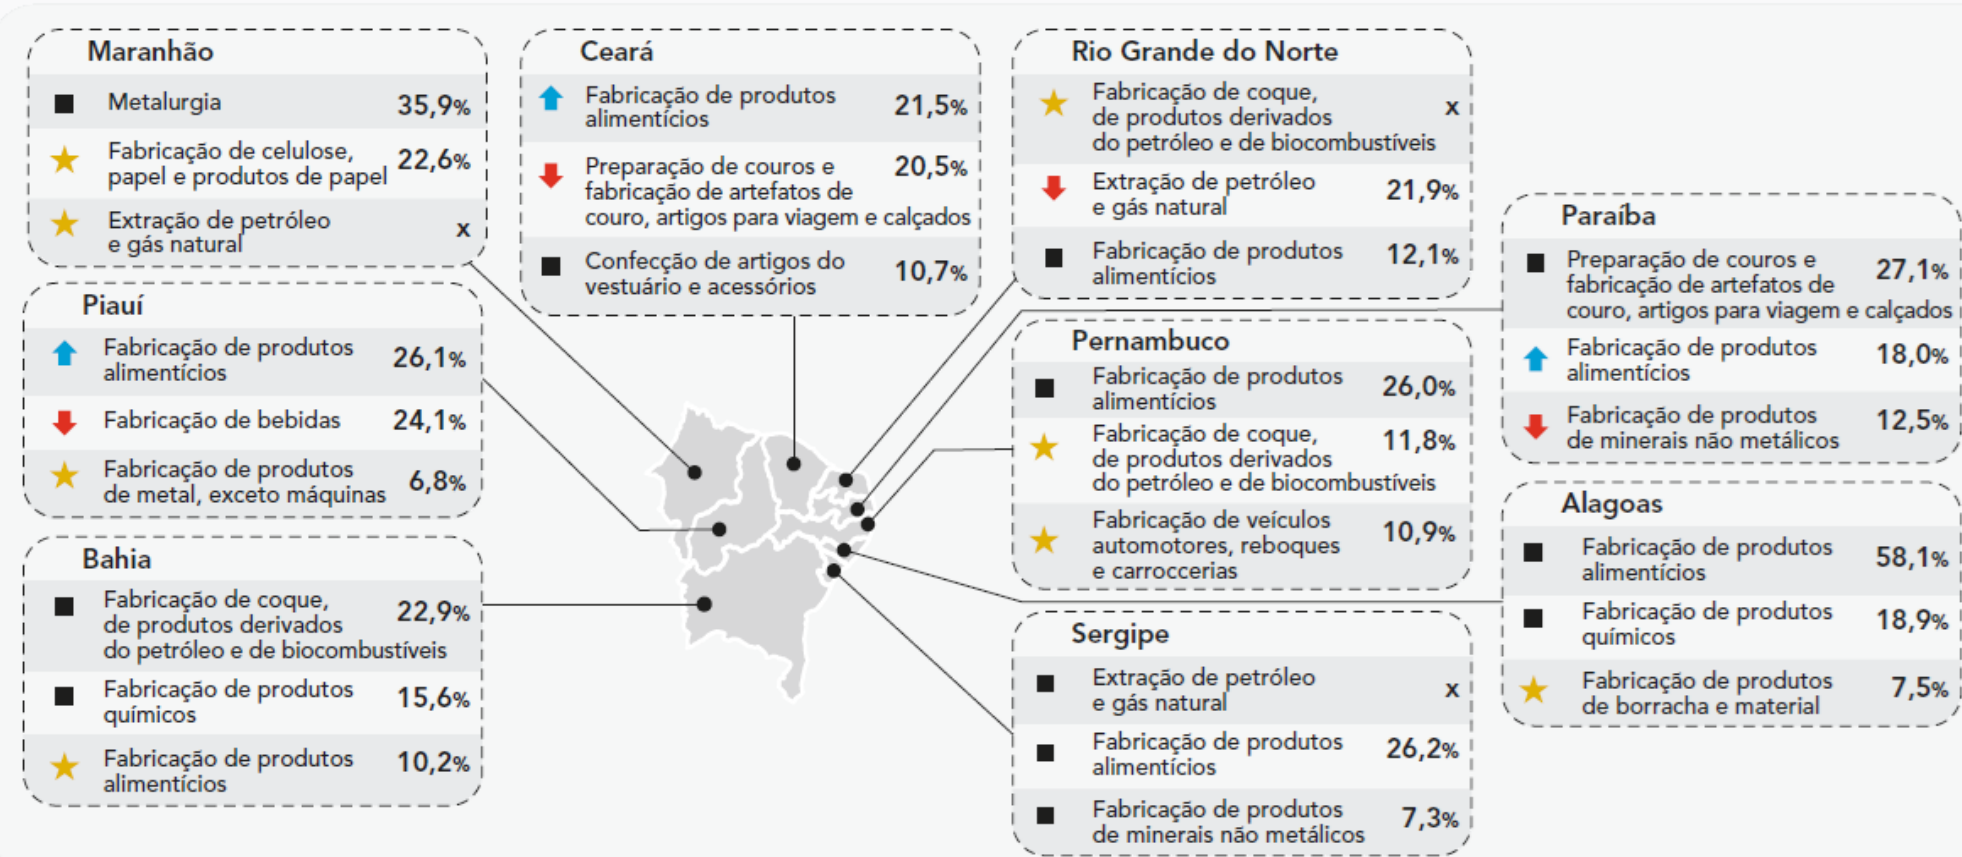 Maranhão
Metalurgia 35,9%
Fabricação de celulose,
papel e produtos de papel 22,6%
Extração de petróleo
e gás natural x
Piauí
Fabricação de produtos
alimentícios 26,1%
Fabricação de bebidas 24,1%
Fabricação de produtos
de metal, exceto máquinas 6,8%
Bahia
Fabricação de coque,
de produtos derivados 22,9%
do petróleo e de biocombustíveis
Fabricação de produtos
químicos 15,6%
Fabricação de produtos
alimentícios 10,2%
Ceará
Fabricação de produtos
alimentícios 21,5%
Preparação de couros e 20,5%
fabricação de artefatos de
couro, artigos para viagem e calçados
Confecção de artigos do
vestuário e acessórios 10,7%
Rio Grande do Norte
Fabricação de coque,
de produtos derivados x
do petróleo e de biocombustíveis
Extração de petróleo
e gás natural 21,9%
Fabricação de produtos
alimentícios 12,1%
Pernambuco
Fabricação de produtos
alimentícios 26,0%
Fabricação de coque, 11,8%
de produtos derivados
do petróleo e de biocombustíveis
Fabricação de veículos
automotores, reboques 10,9%
e carroccerias
Sergipe
Extração de petróleo
e gás natural x
Fabricação de produtos
alimentícios 26,2%
Fabricação de produtos
de minerais não metálicos 7,3%
Paraíba
Preparação de couros e
fabricação de artefatos de 27,1%
couro, artigos para viagem e calçados
Fabricação de produtos
alimentícios 18,0%
Fabricação de produtos
de minerais não metálicos 12,5%
Alagoas
Fabricação de produtos
alimentícios 58,1%
Fabricação de produtos
químicos 18,9%
Fabricação de produtos
de borracha e material 7,5%